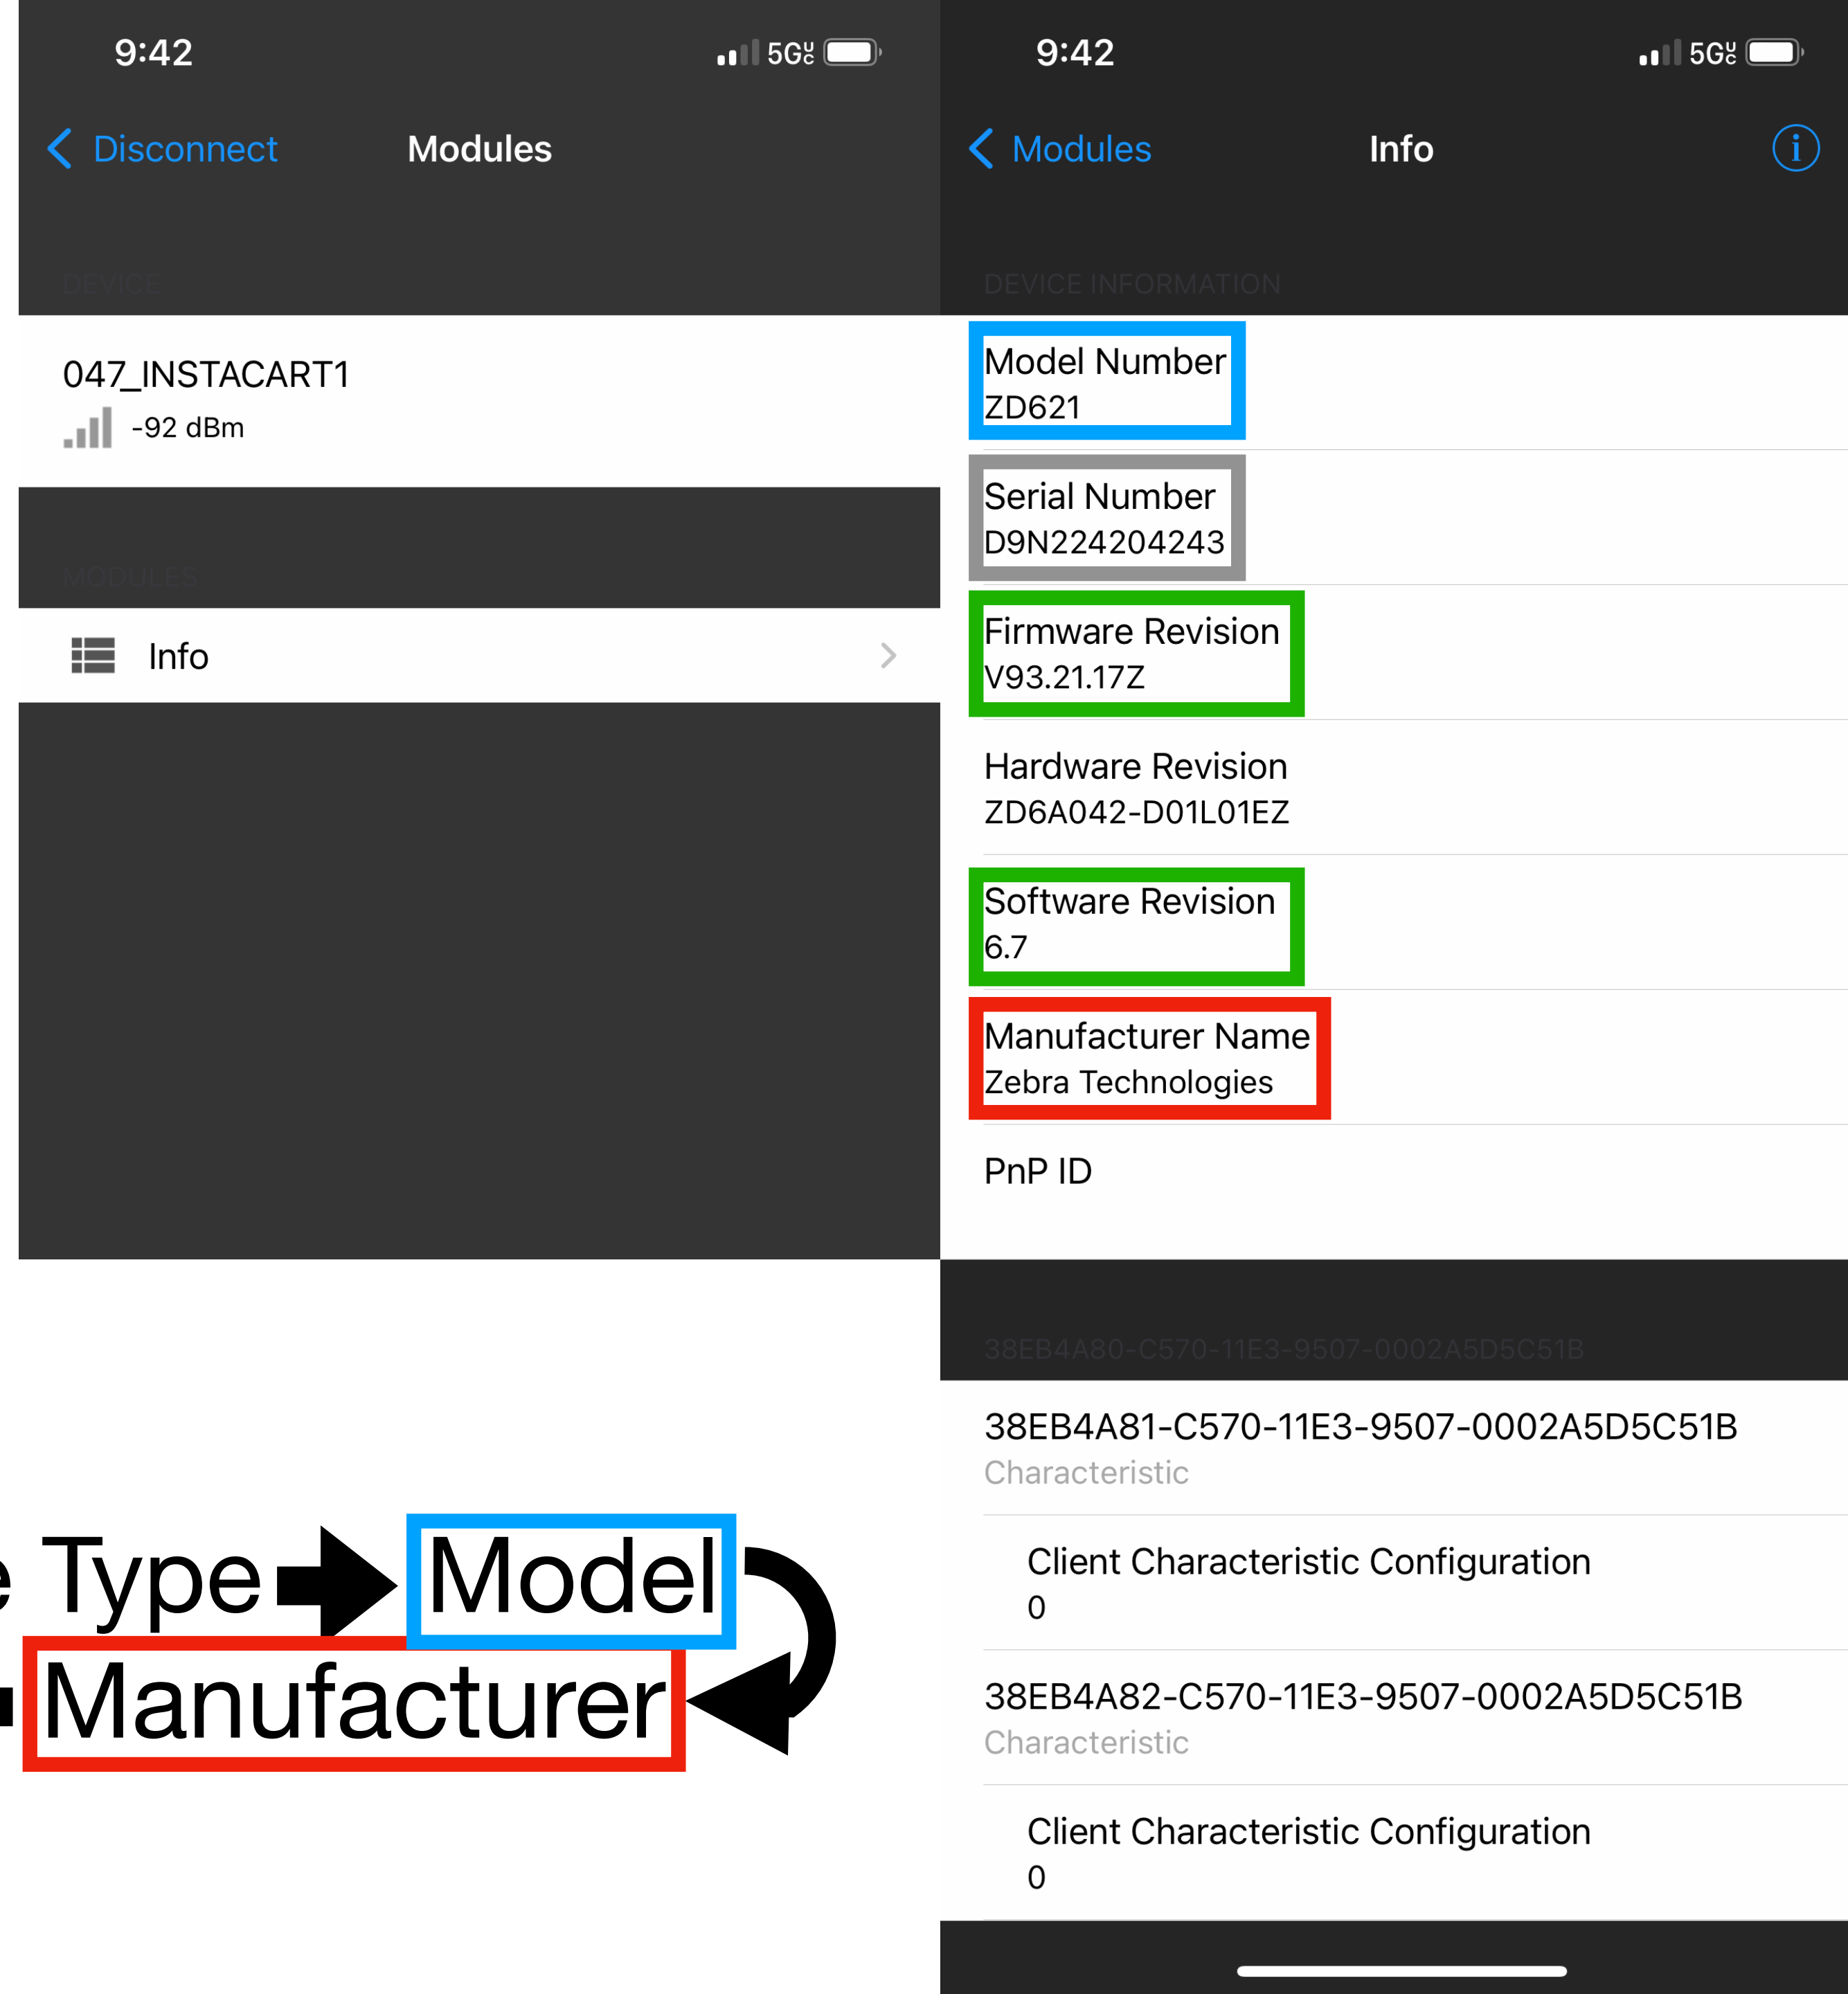 9:42
5GUC
Disconnect
Modules
DEVICE
047_INSTACART1
-92 dBm
MODULES
Info
e Type
Model
Manufacturer
9:42
5GUC
Modules
Info
i
DEVICE INFORMATION
Model Number
ZD621
Serial Number
D9N224204243
Firmware Revision
V93.21.17Z
Hardware Revision
ZD6A042-D01L01EZ
Software Revision
6.7
Manufacturer Name
Zebra Technologies
PnP ID
38EB4A80-C570-11E3-9507-0002A5D5C51B
38EB4A81-C570-11E3-9507-0002A5D5C51B
Characteristic
Client Characteristic Configuration
0
38EB4A82-C570-11E3-9507-0002A5D5C51B
Characteristic
Client Characteristic Configuration
0